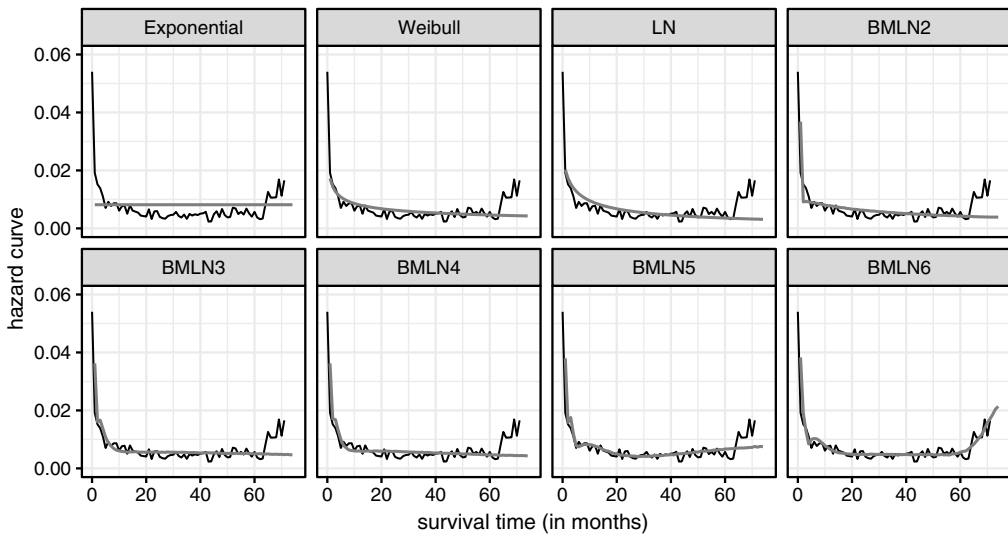 Exponential
Weibull
LN
BMLN2
0.06
0.04
0.02
0.00
BMLN3
BMLN4
BMLN5
BMLN6
0.06
0.04
0.02
0.00
0 20 40 60
0 20 40 60
0 20 40 60
0 20 40 60
hazard curve
survival time (in months)